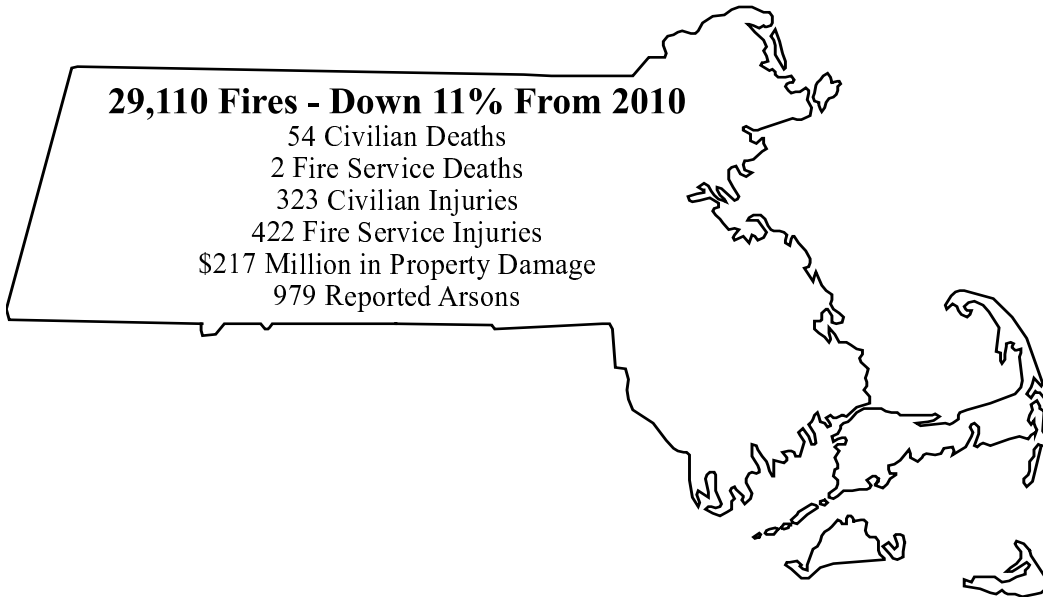 29,110 Fires - Down 11% From 2010
54 Civilian Deaths
2 Fire Service Deaths
323 Civilian Injuries
422 Fire Service Injuries
$217 Million in Property Damage
979 Reported Arsons